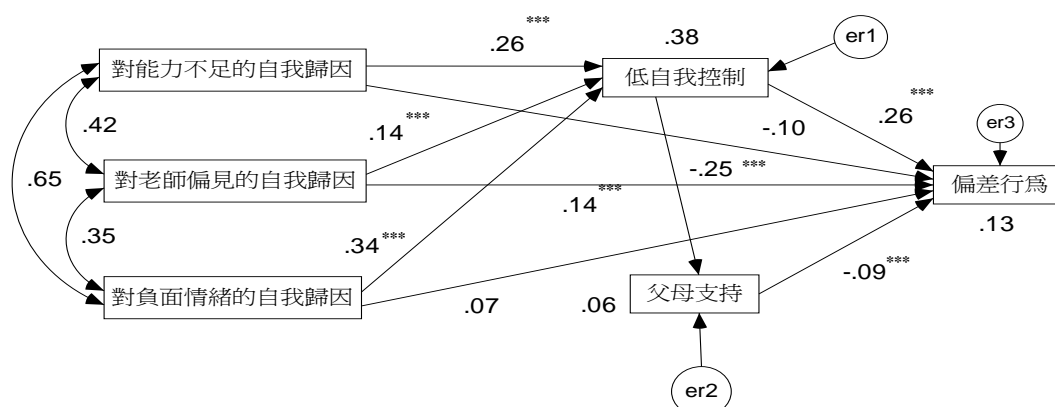 .26***
.38
er1
對能力不足的自我歸因
低自我控制
.42
.14***
-.10
.26***
er3
.65
對老師偏見的自我歸因
-.25***
偏差行為
.14***
.35
.34***
.13
-.09***
對負面情緒的自我歸因
.07
.06
父母支持
er2